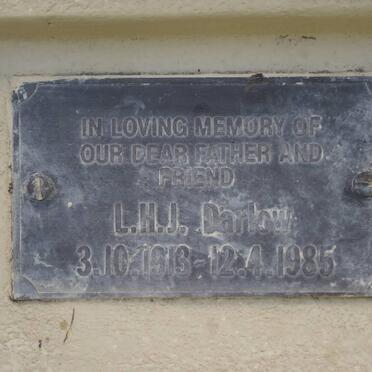 IN LOVING MEMORY OF
OUR DEAR FATHER AND
FRIEND
L.H.J. Darlow
3.10.1913-12.4.1985